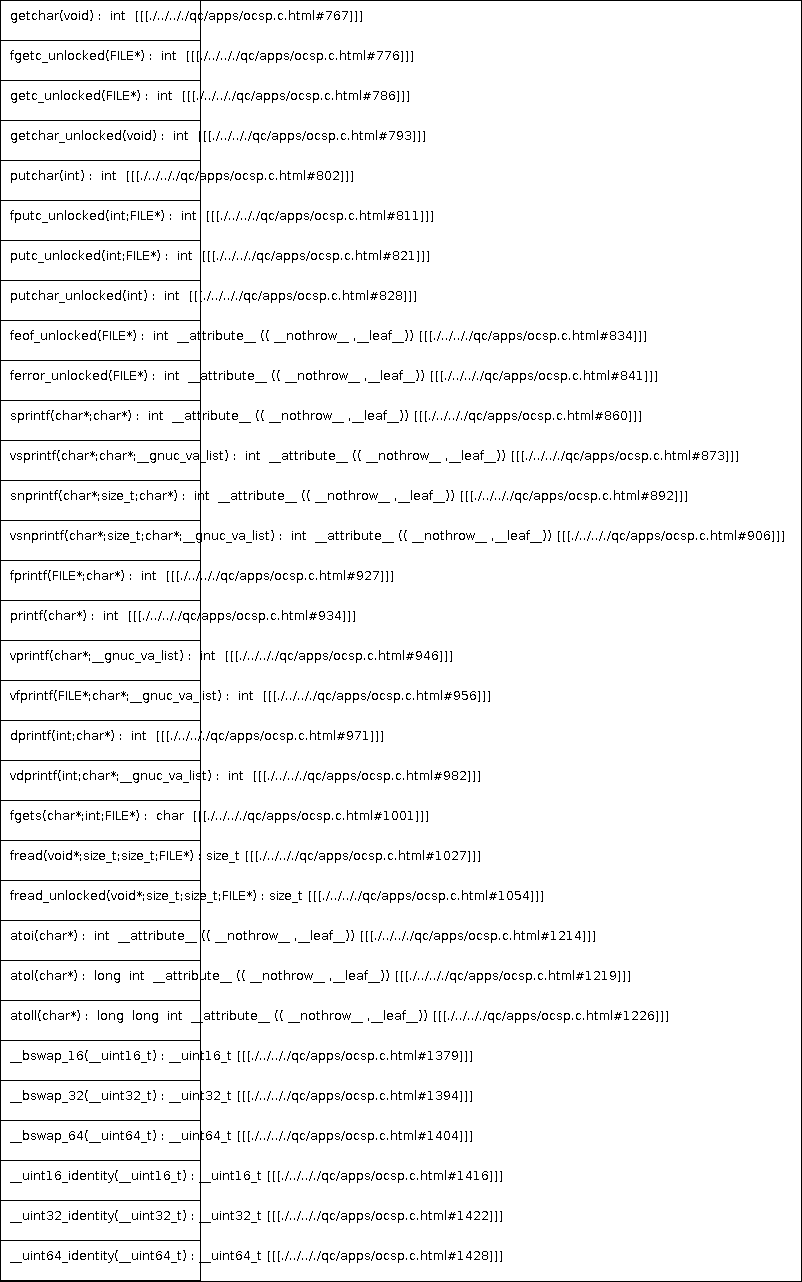 getchar(void) :  int  [[[./../.././qc/apps/ocsp.c.html#767]]]
fgetc_unlocked(FILE*) :  int  [[[./../.././qc/apps/ocsp.c.html#776]]]
getc_unlocked(FILE*) :  int  [[[./../.././qc/apps/ocsp.c.html#786]]]
getchar_unlocked(void) :  int  [[[./../.././qc/apps/ocsp.c.html#793]]]
putchar(int) :  int  [[[./../.././qc/apps/ocsp.c.html#802]]]
fputc_unlocked(int;FILE*) :  int  [[[./../.././qc/apps/ocsp.c.html#811]]]
putc_unlocked(int;FILE*) :  int  [[[./../.././qc/apps/ocsp.c.html#821]]]
putchar_unlocked(int) :  int  [[[./../.././qc/apps/ocsp.c.html#828]]]
feof_unlocked(FILE*) :  int  __attribute__ (( __nothrow__ ,__leaf__)) [[[./../.././qc/apps/ocsp.c.html#834]]]
ferror_unlocked(FILE*) :  int  __attribute__ (( __nothrow__ ,__leaf__)) [[[./../.././qc/apps/ocsp.c.html#841]]]
sprintf(char*;char*) :  int  __attribute__ (( __nothrow__ ,__leaf__)) [[[./../.././qc/apps/ocsp.c.html#860]]]
vsprintf(char*;char*;__gnuc_va_list) :  int  __attribute__ (( __nothrow__ ,__leaf__)) [[[./../.././qc/apps/ocsp.c.html#873]]]
snprintf(char*;size_t;char*) :  int  __attribute__ (( __nothrow__ ,__leaf__)) [[[./../.././qc/apps/ocsp.c.html#892]]]
vsnprintf(char*;size_t;char*;__gnuc_va_list) :  int  __attribute__ (( __nothrow__ ,__leaf__)) [[[./../.././qc/apps/ocsp.c.html#906]]]
fprintf(FILE*;char*) :  int  [[[./../.././qc/apps/ocsp.c.html#927]]]
printf(char*) :  int  [[[./../.././qc/apps/ocsp.c.html#934]]]
vprintf(char*;__gnuc_va_list) :  int  [[[./../.././qc/apps/ocsp.c.html#946]]]
vfprintf(FILE*;char*;__gnuc_va_list) :  int  [[[./../.././qc/apps/ocsp.c.html#956]]]
dprintf(int;char*) :  int  [[[./../.././qc/apps/ocsp.c.html#971]]]
vdprintf(int;char*;__gnuc_va_list) :  int  [[[./../.././qc/apps/ocsp.c.html#982]]]
fgets(char*;int;FILE*) :  char  [[[./../.././qc/apps/ocsp.c.html#1001]]]
fread(void*;size_t;size_t;FILE*) : size_t [[[./../.././qc/apps/ocsp.c.html#1027]]]
fread_unlocked(void*;size_t;size_t;FILE*) : size_t [[[./../.././qc/apps/ocsp.c.html#1054]]]
atoi(char*) :  int  __attribute__ (( __nothrow__ ,__leaf__)) [[[./../.././qc/apps/ocsp.c.html#1214]]]
atol(char*) :  long  int  __attribute__ (( __nothrow__ ,__leaf__)) [[[./../.././qc/apps/ocsp.c.html#1219]]]
atoll(char*) :  long  long  int  __attribute__ (( __nothrow__ ,__leaf__)) [[[./../.././qc/apps/ocsp.c.html#1226]]]
__bswap_16(__uint16_t) : __uint16_t [[[./../.././qc/apps/ocsp.c.html#1379]]]
__bswap_32(__uint32_t) : __uint32_t [[[./../.././qc/apps/ocsp.c.html#1394]]]
__bswap_64(__uint64_t) : __uint64_t [[[./../.././qc/apps/ocsp.c.html#1404]]]
__uint16_identity(__uint16_t) : __uint16_t [[[./../.././qc/apps/ocsp.c.html#1416]]]
__uint32_identity(__uint32_t) : __uint32_t [[[./../.././qc/apps/ocsp.c.html#1422]]]
__uint64_identity(__uint64_t) : __uint64_t [[[./../.././qc/apps/ocsp.c.html#1428]]]